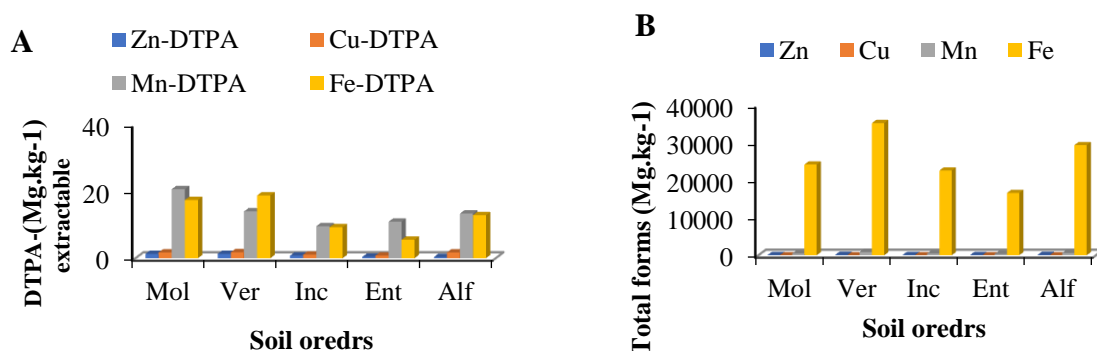 A
Zn-DTPA Cu-DTPA
Mn-DTPA Fe-DTPA
DTPA-(Mg.kg-1)
extractable
40
20
0
Mol Ver Inc Ent Alf
Soil oredrs
B
Zn Cu Mn Fe
Total forms (Mg.kg-1)
40000
30000
20000
10000
0
Mol Ver Inc Ent Alf
Soil oredrs